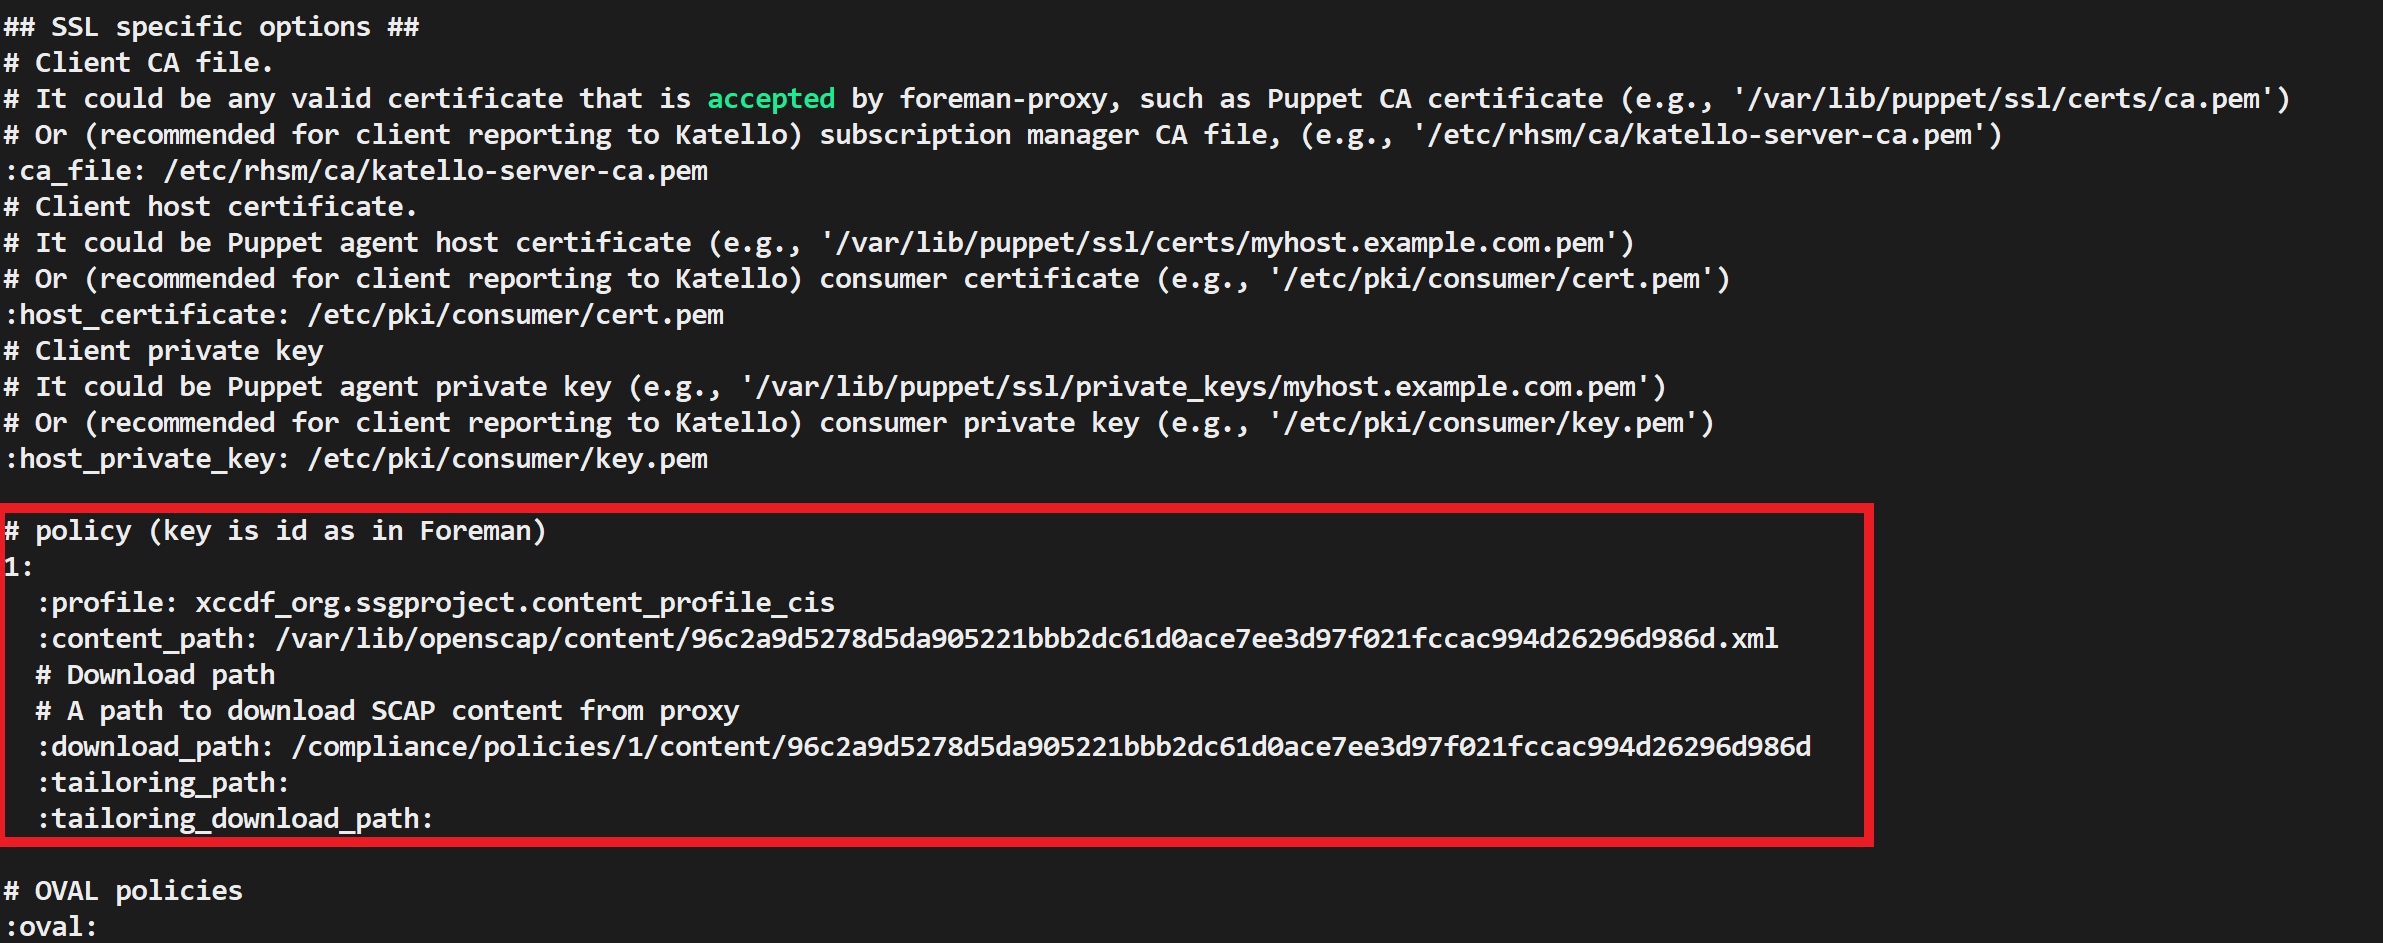 ## SSL specific options ##
# Client CA file.
# It could be any valid certificate that is accepted by foreman-proxy, such as Puppet CA certificate (e.g., '/var/lib/puppet/ssl/certs/ca.pem')
# Or (recommended for client reporting to Katello) subscription manager CA file, (e.g., '/etc/rhsm/ca/katello-server-ca.pem')
:ca_file: /etc/rhsm/ca/katello-server-ca.pem
# Client host certificate.
# It could be Puppet agent host certificate (e.g., '/var/lib/puppet/ssl/certs/myhost.example.com.pem')
# Or (recommended for client reporting to Katello) consumer certificate (e.g., '/etc/pki/consumer/cert.pem')
:host_certificate: /etc/pki/consumer/cert.pem
# Client private key
# It could be Puppet agent private key (e.g., '/var/lib/puppet/ssl/private_keys/myhost.example.com.pem')
# Or (recommended for client reporting to Katello) consumer private key (e.g., '/etc/pki/consumer/key.pem')
:host_private_key: /etc/pki/consumer/key.pem
# policy (key is id as in Foreman)
1:
  :profile: xccdf_org.ssgproject.content_profile_cis
  :content_path: /var/lib/openscap/content/96c2a9d5278d5da905221bbb2dc61d0ace7ee3d97f021fccac994d26296d986d.xml
  # Download path
  # A path to download SCAP content from proxy
  :download_path: /compliance/policies/1/content/96c2a9d5278d5da905221bbb2dc61d0ace7ee3d97f021fccac994d26296d986d
  :tailoring_path:
  :tailoring_download_path:
# OVAL policies
:oval: